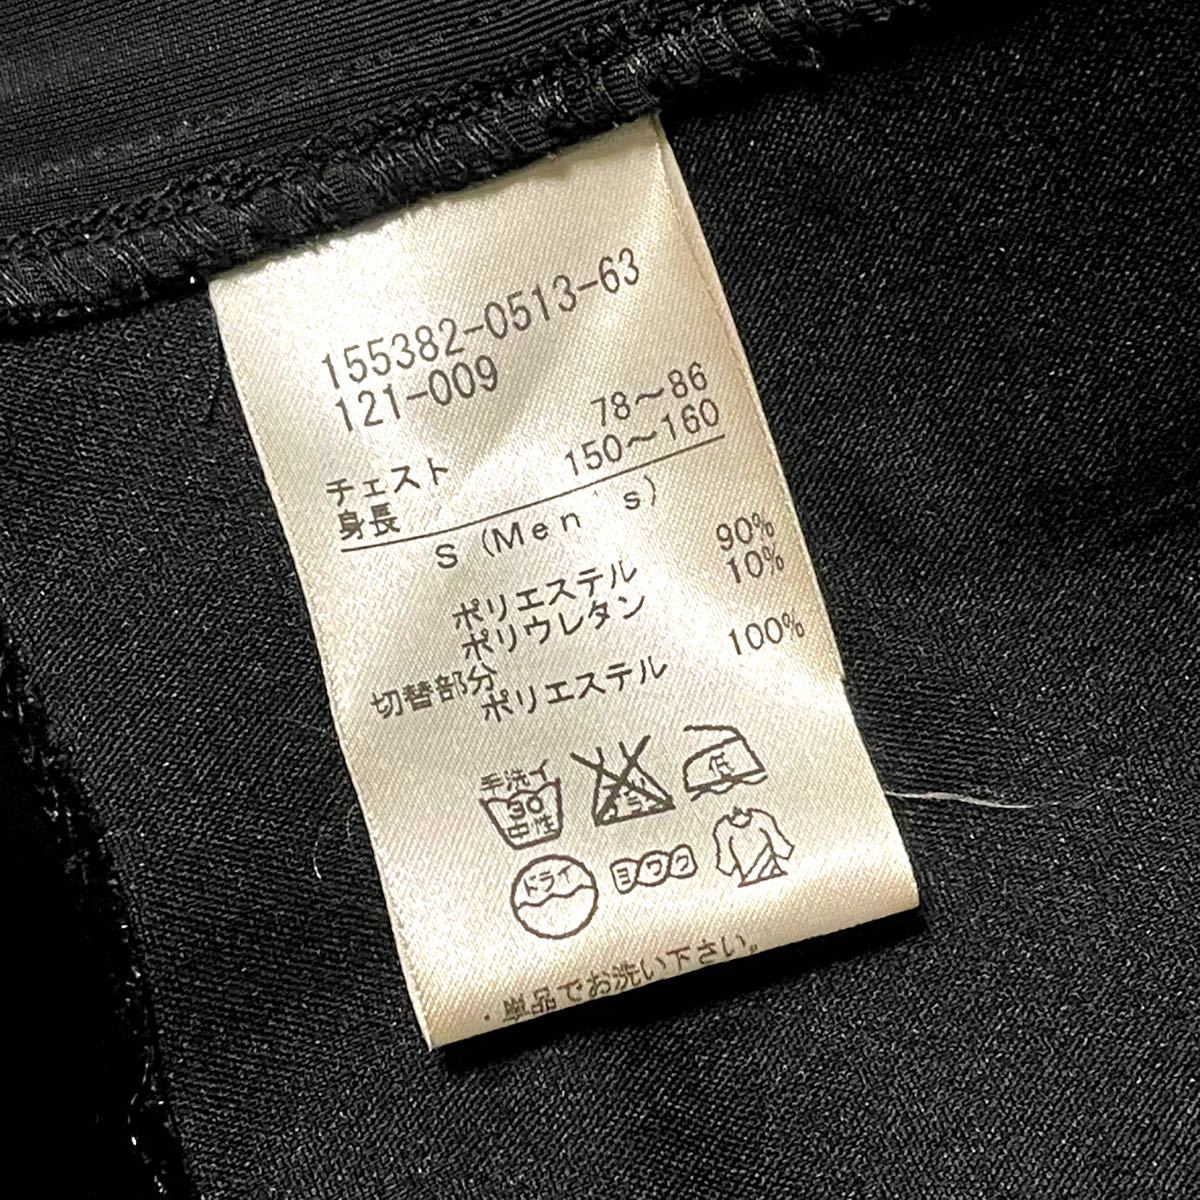 155382-0513-63
121-009
チェスト 78～86
身長 150～160
S (Men's)
ポリエステル 90%
ポリウレタン 10%
切替部分
ポリエステル 100%
手洗イ
30
中性
低
ドライ
ヨワク
・単品でお洗い下さい。